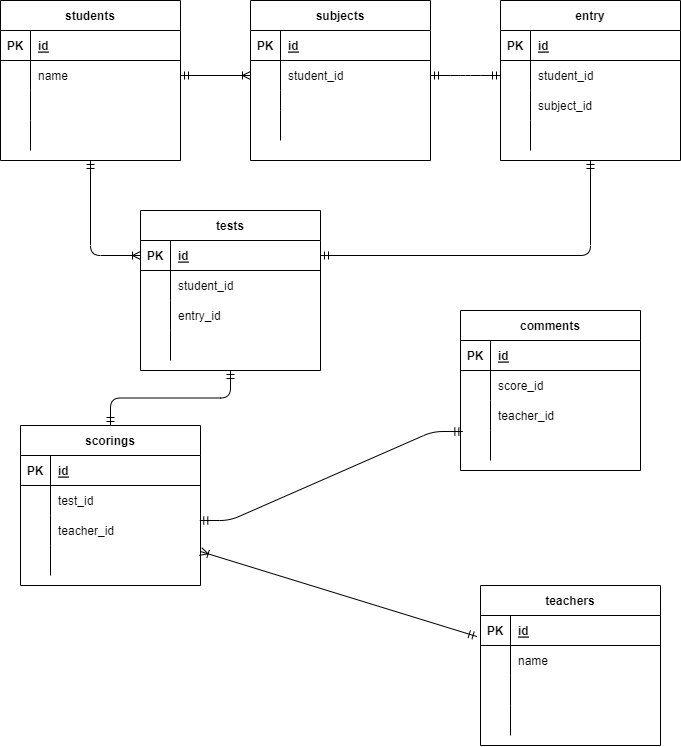 students
PK id
name
subjects
PK id
student_id
entry
PK id
student_id
subject_id
tests
PK id
student_id
entry_id
comments
PK id
score_id
teacher_id
scorings
PK id
test_id
teacher_id
teachers
PK id
name